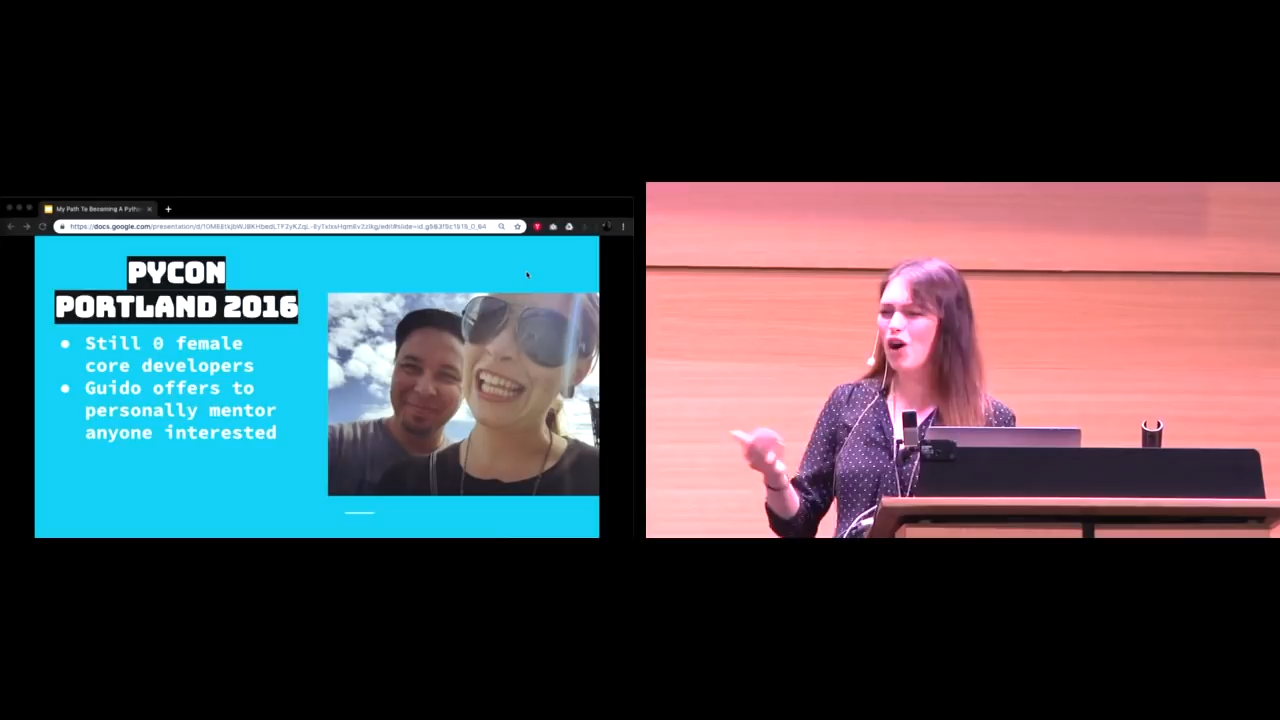 My Path To Becoming A Pytho
PYCON
PORTLAND 2016
● Still 0 female
core developers
● Guido offers to
personally mentor
anyone interested